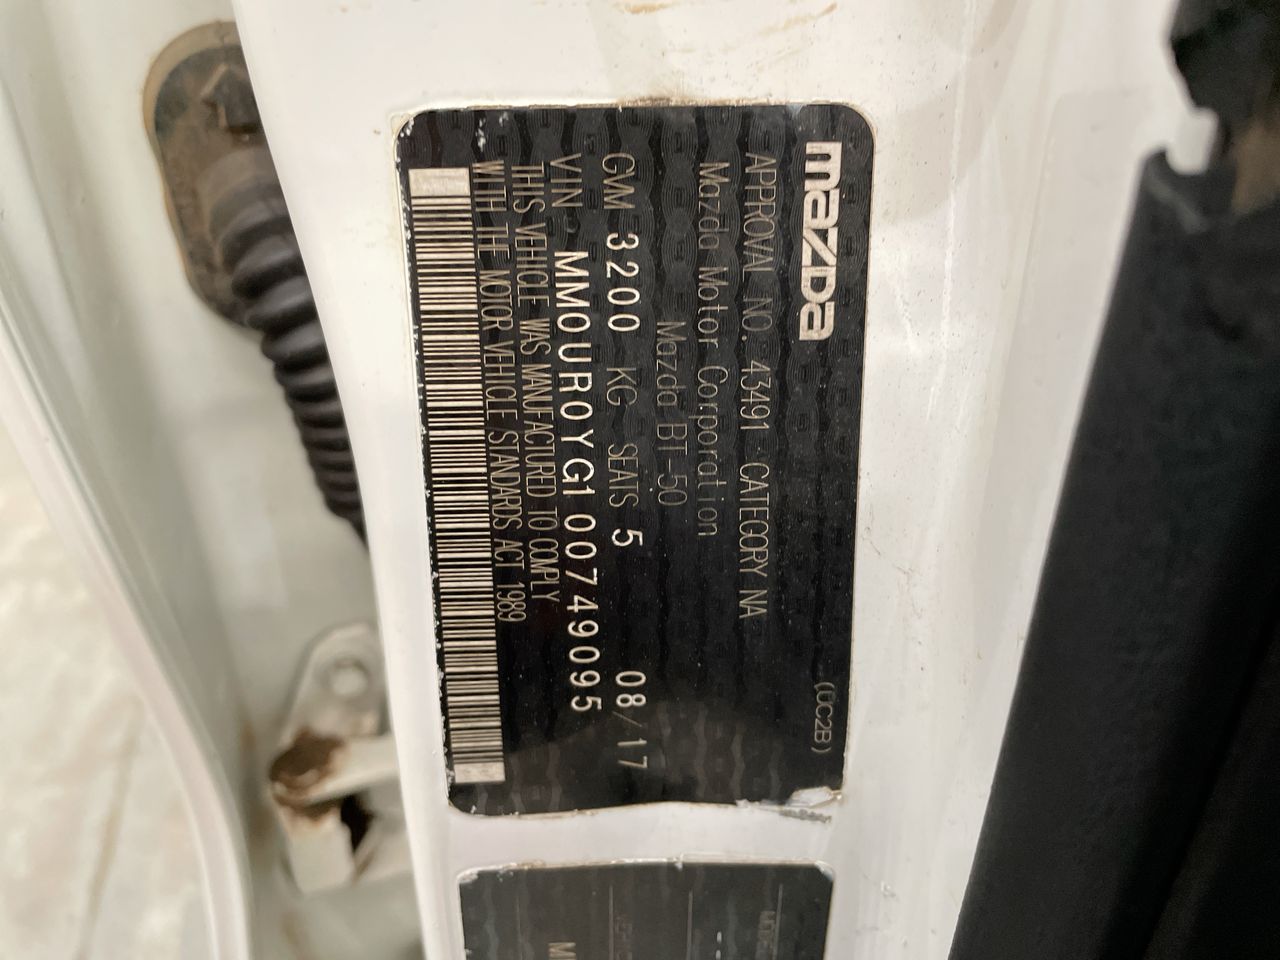 mazda
(UC2B)
APPROVAL NO. 43491 CATEGORY NA
Mazda Motor Corporation
Mazda BT-50
GVM 3200 KG SEATS 5 08/17
VIN MM0UR0YG100749095
THIS VEHICLE WAS MANUFACTURED TO COMPLY
WITH THE MOTOR VEHICLE STANDARDS ACT 1989